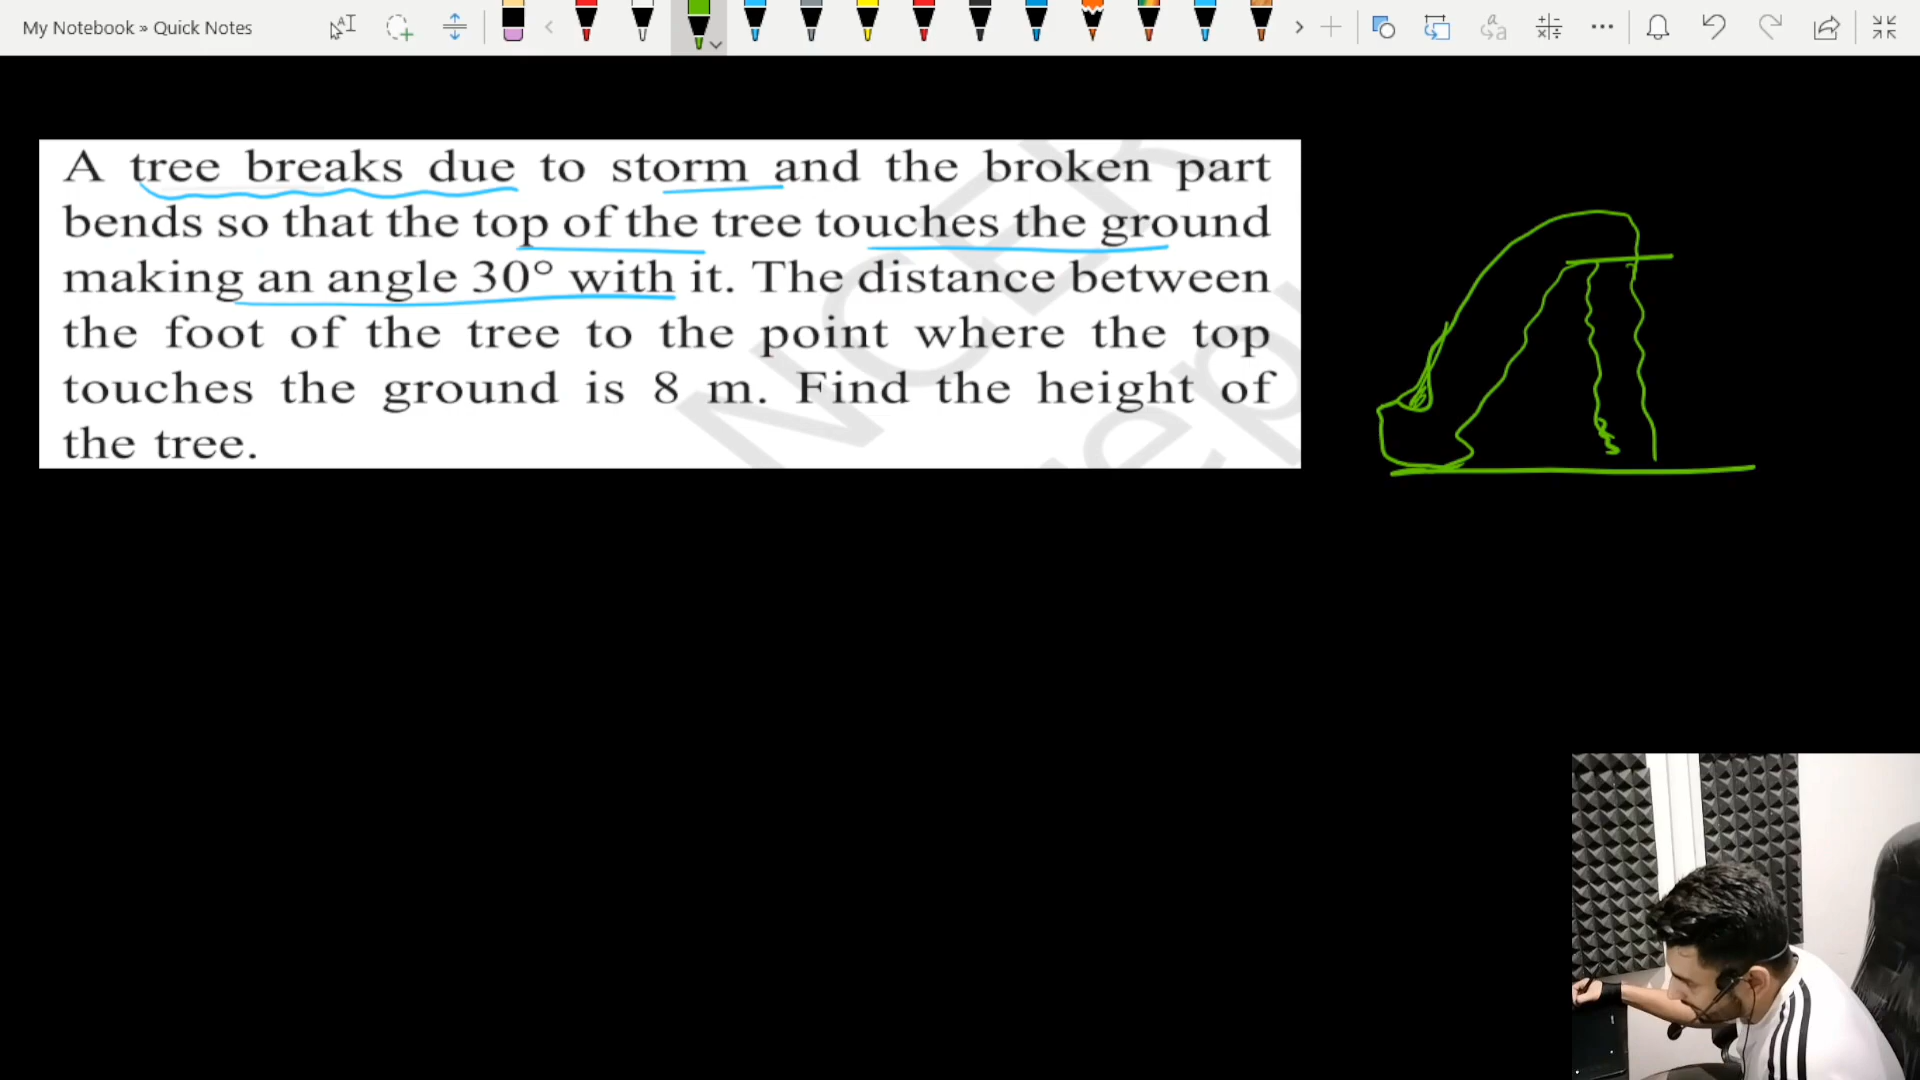 My Notebook » Quick Notes
A tree breaks due to storm and the broken part
bends so that the top of the tree touches the ground
making an angle 30° with it. The distance between
the foot of the tree to the point where the top
touches the ground is 8 m. Find the height of
the tree.